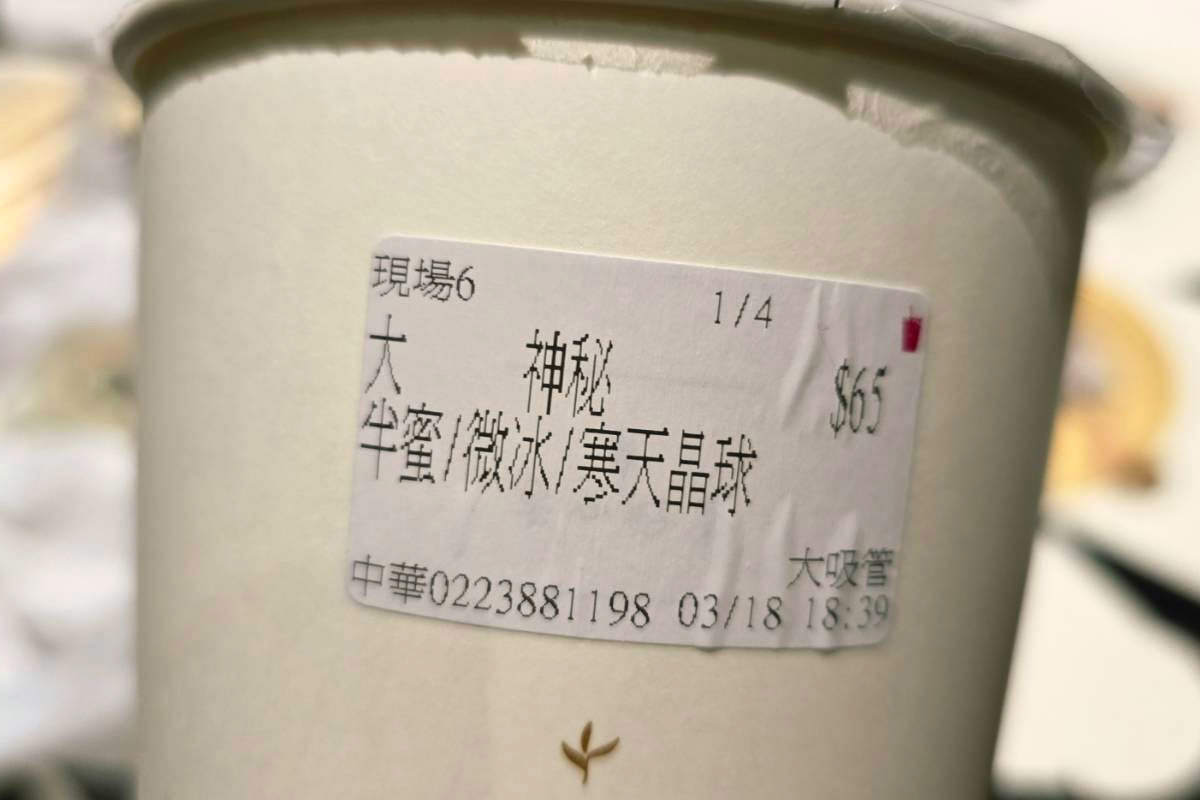 現場6 1/4
大 神秘 $65
半蜜/微冰/寒天晶球
大吸管
中華0223881198 03/18 18:39